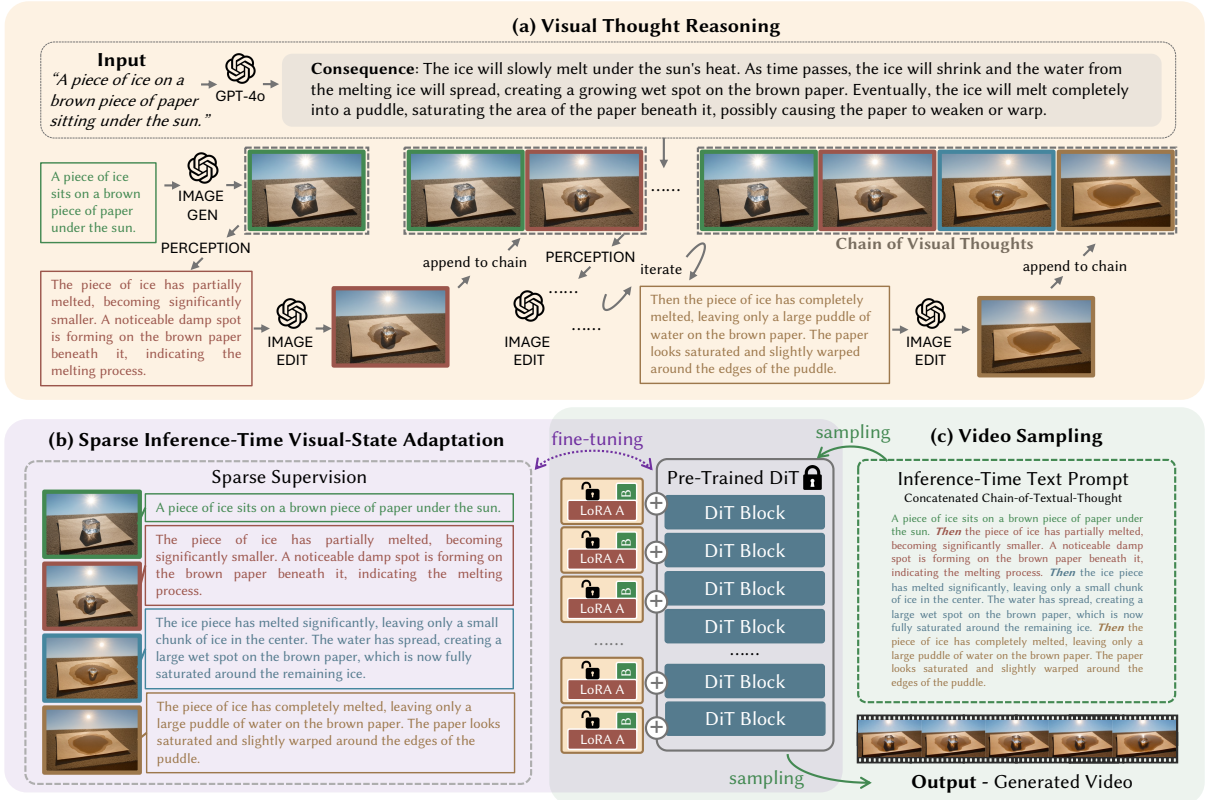 (a) Visual Thought Reasoning
Input
“A piece of ice on a
brown piece of paper
sitting under the sun.”
GPT-4o
Consequence: The ice will slowly melt under the sun's heat. As time passes, the ice will shrink and the water from
the melting ice will spread, creating a growing wet spot on the brown paper. Eventually, the ice will melt completely
into a puddle, saturating the area of the paper beneath it, possibly causing the paper to weaken or warp.
A piece of ice
sits on a brown
piece of paper
under the sun.
IMAGE
GEN
......
Chain of Visual Thoughts
PERCEPTION
The piece of ice has partially
melted, becoming significantly
smaller. A noticeable damp spot
is forming on the brown paper
beneath it, indicating the
melting process.
IMAGE
EDIT
append to chain
PERCEPTION
......
IMAGE
EDIT
......
iterate
Then the piece of ice has completely
melted, leaving only a large puddle of
water on the brown paper. The paper
looks saturated and slightly warped
around the edges of the puddle.
IMAGE
EDIT
append to chain
(b) Sparse Inference-Time Visual-State Adaptation
Sparse Supervision
A piece of ice sits on a brown piece of paper under the sun.
The piece of ice has partially melted, becoming
significantly smaller. A noticeable damp spot is forming on
the brown paper beneath it, indicating the melting
process.
The ice piece has melted significantly, leaving only a small
chunk of ice in the center. The water has spread, creating a
large wet spot on the brown paper, which is now fully
saturated around the remaining ice.
The piece of ice has completely melted, leaving only a
large puddle of water on the brown paper. The paper looks
saturated and slightly warped around the edges of the
puddle.
fine-tuning
B
LoRA A
B
LoRA A
B
LoRA A
......
B
LoRA A
B
LoRA A
Pre-Trained DiT
DiT Block
DiT Block
DiT Block
DiT Block
......
DiT Block
DiT Block
sampling
sampling
(c) Video Sampling
Inference-Time Text Prompt
Concatenated Chain-of-Textual-Thought
A piece of ice sits on a brown piece of paper under
the sun. Then the piece of ice has partially melted,
becoming significantly smaller. A noticeable damp
spot is forming on the brown paper beneath it,
indicating the melting process. Then the ice piece
has melted significantly, leaving only a small chunk
of ice in the center. The water has spread, creating a
large wet spot on the brown paper, which is now
fully saturated around the remaining ice. Then the
piece of ice has completely melted, leaving only a
large puddle of water on the brown paper. The paper
looks saturated and slightly warped around the
edges of the puddle.
Output - Generated Video